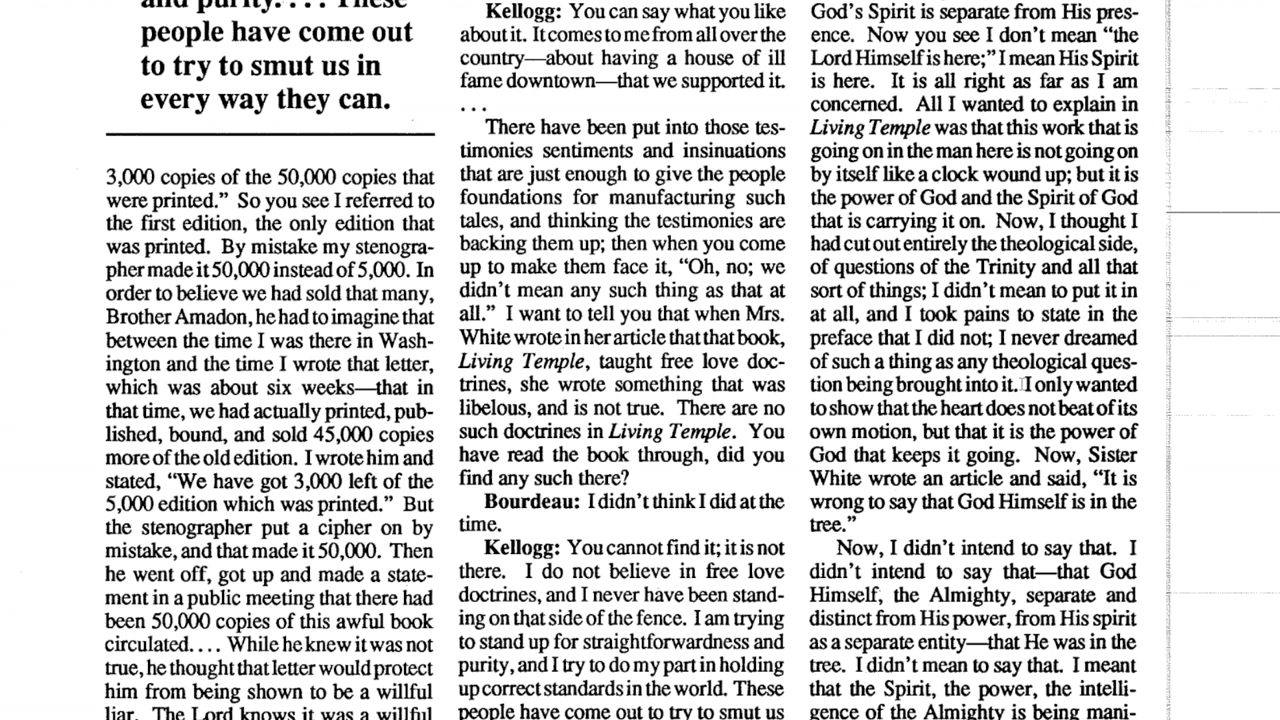 and purity. . . . These
people have come out
to try to smut us in
every way they can.
3,000 copies of the 50,000 copies that
were printed.” So you see I referred to
the first edition, the only edition that
was printed. By mistake my stenogra-
pher made it 50,000 instead of 5,000. In
order to believe we had sold that many,
Brother Amadon, he had to imagine that
between the time I was there in Wash-
ington and the time I wrote that letter,
which was about six weeks—that in
that time, we had actually printed, pub-
lished, bound, and sold 45,000 copies
more of the old edition. I wrote him and
stated, “We have got 3,000 left of the
5,000 edition which was printed.” But
the stenographer put a cipher on by
mistake, and that made it 50,000. Then
he went off, got up and made a state-
ment in a public meeting that there had
been 50,000 copies of this awful book
circulated. . . . While he knew it was not
true, he thought that letter would protect
him from being shown to be a willful
liar. The Lord knows it was a willful
Kellogg: You can say what you like
about it. It comes to me from all over the
country—about having a house of ill
fame downtown—that we supported it.
. . .
There have been put into those tes-
timonies sentiments and insinuations
that are just enough to give the people
foundations for manufacturing such
tales, and thinking the testimonies are
backing them up; then when you come
up to make them face it, “Oh, no; we
didn’t mean any such thing as that at
all.” I want to tell you that when Mrs.
White wrote in her article that that book,
Living Temple, taught free love doc-
trines, she wrote something that was
libelous, and is not true. There are no
such doctrines in Living Temple. You
have read the book through, did you
find any such there?
Bourdeau: I didn’t think I did at the
time.
Kellogg: You cannot find it; it is not
there. I do not believe in free love
doctrines, and I never have been stand-
ing on that side of the fence. I am trying
to stand up for straightforwardness and
purity, and I try to do my part in holding
up correct standards in the world. These
people have come out to try to smut us
God’s Spirit is separate from His pres-
ence. Now you see I don’t mean “the
Lord Himself is here;” I mean His Spirit
is here. It is all right as far as I am
concerned. All I wanted to explain in
Living Temple was that this work that is
going on in the man here is not going on
by itself like a clock wound up; but it is
the power of God and the Spirit of God
that is carrying it on. Now, I thought I
had cut out entirely the theological side,
of questions of the Trinity and all that
sort of things; I didn’t mean to put it in
at all, and I took pains to state in the
preface that I did not; I never dreamed
of such a thing as any theological ques-
tion being brought into it. I only wanted
to show that the heart does not beat of its
own motion, but that it is the power of
God that keeps it going. Now, Sister
White wrote an article and said, “It is
wrong to say that God Himself is in the
tree.”
Now, I didn’t intend to say that. I
didn’t intend to say that—that God
Himself, the Almighty, separate and
distinct from His power, from His spirit
as a separate entity—that He was in the
tree. I didn’t mean to say that. I meant
that the Spirit, the power, the intelli-
gence of the Almighty is being mani-